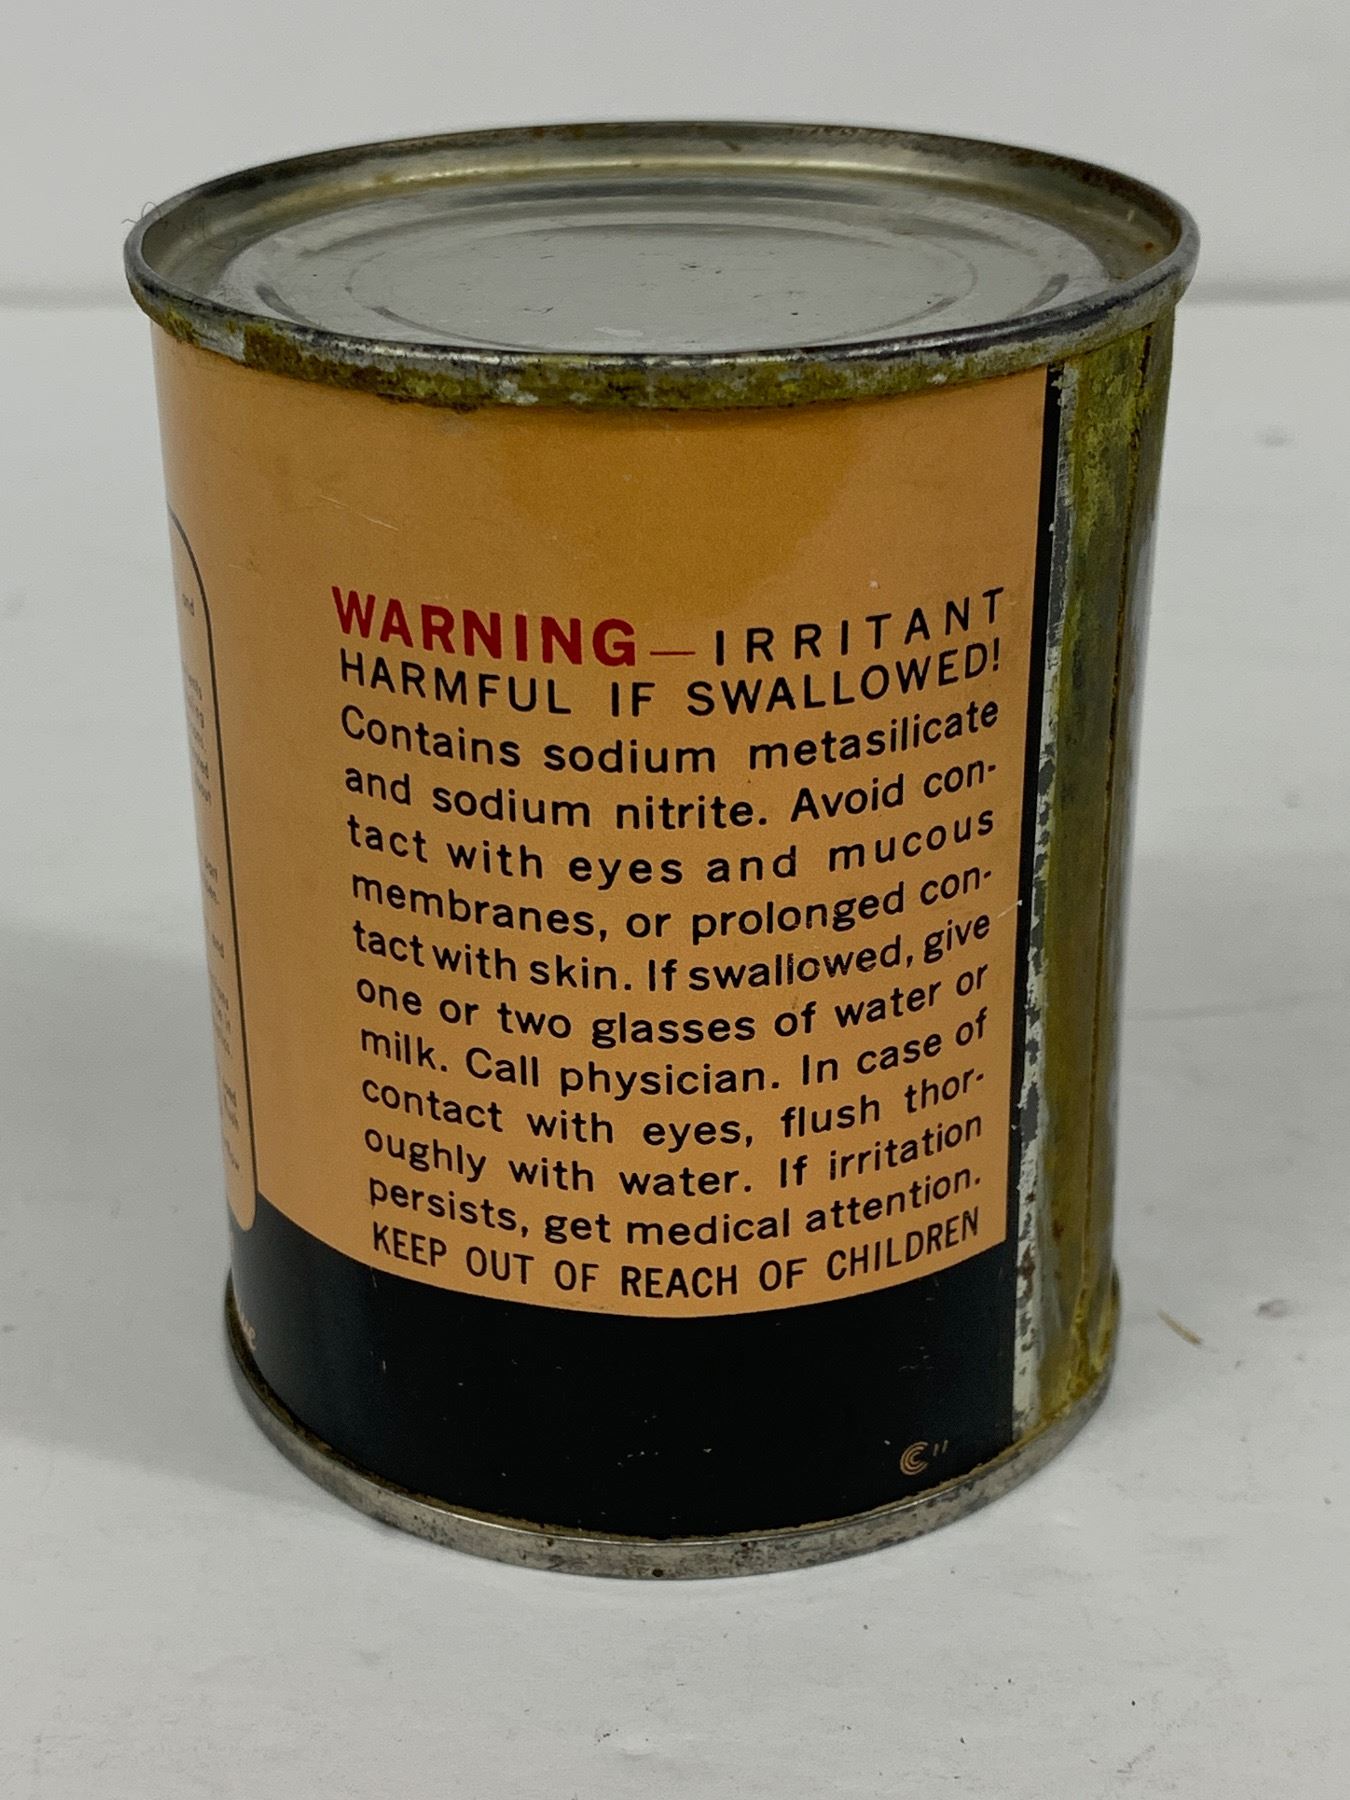 WARNING—IRRITANT
HARMFUL IF SWALLOWED!
Contains sodium metasilicate
and sodium nitrite. Avoid con-
tact with eyes and mucous
membranes, or prolonged con-
tact with skin. If swallowed, give
one or two glasses of water or
milk. Call physician. In case of
contact with eyes, flush thor-
oughly with water. If irritation
persists, get medical attention.
KEEP OUT OF REACH OF CHILDREN
and
and